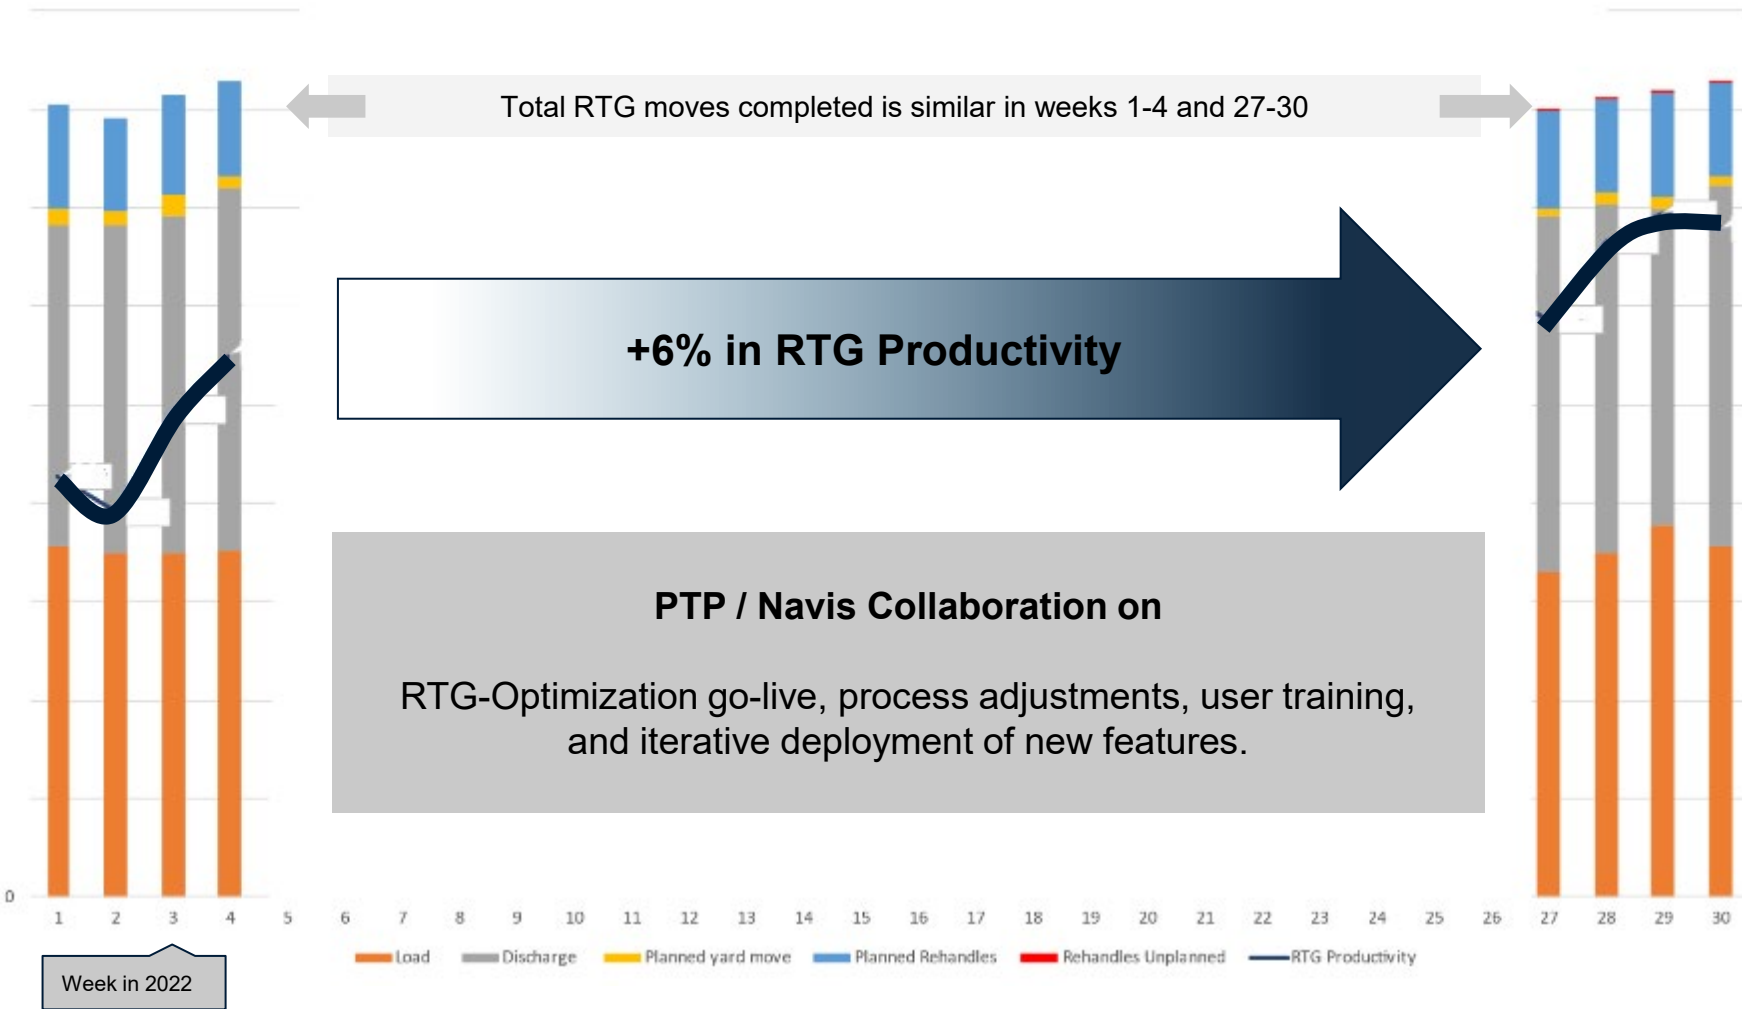 Total RTG moves completed is similar in weeks 1-4 and 27-30
+6% in RTG Productivity
PTP / Navis Collaboration on
RTG-Optimization go-live, process adjustments, user training,
and iterative deployment of new features.
0
1 2 3 4 5 6 7 8 9 10 11 12 13 14 15 16 17 18 19 20 21 22 23 24 25 26 27 28 29 30
Load Discharge Planned yard move Planned Rehandles Rehandles Unplanned RTG Productivity
Week in 2022